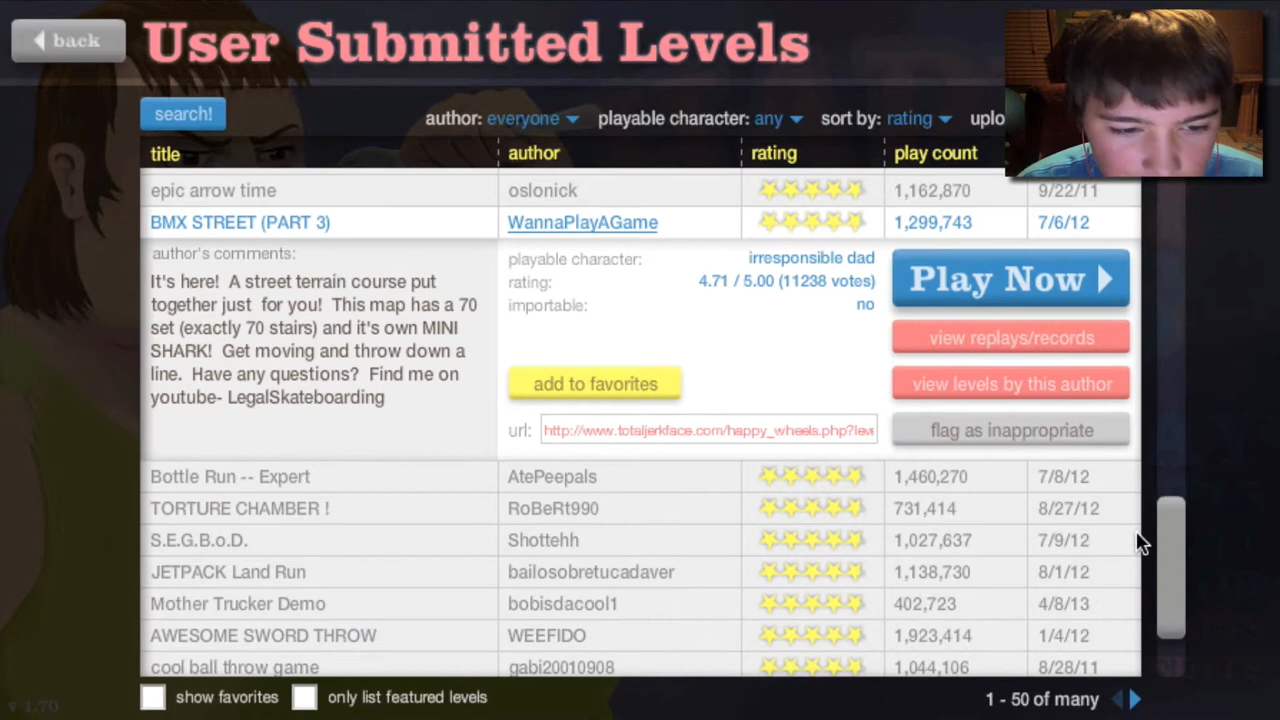 back
User Submitted Levels
search!
author: everyone
playable character: any
sort by: rating
uplo
title
author
rating
play count
epic arrow time
oslonick
1,162,870
9/22/11
BMX STREET (PART 3)
WannaPlayAGame
1,299,743
7/6/12
author's comments:
It's here! A street terrain course put
together just for you! This map has a 70
set (exactly 70 stairs) and it's own MINI
SHARK! Get moving and throw down a
line. Have any questions? Find me on
youtube- LegalSkateboarding
playable character:
irresponsible dad
rating:
4.71 / 5.00 (11238 votes)
importable:
no
add to favorites
url:
http://www.totaljerkface.com/happy_wheels.php?leve
Play Now
view replays/records
view levels by this author
flag as inappropriate
Bottle Run -- Expert
AtePeepals
1,460,270
7/8/12
TORTURE CHAMBER !
RoBeRt990
731,414
8/27/12
S.E.G.B.o.D.
Shottehh
1,027,637
7/9/12
JETPACK Land Run
bailosobretucadaver
1,138,730
8/1/12
Mother Trucker Demo
bobisdacool1
402,723
4/8/13
AWESOME SWORD THROW
WEEFIDO
1,923,414
1/4/12
cool ball throw game
gabi20010908
1,044,106
8/28/11
v 1.70
show favorites
only list featured levels
1 - 50 of many